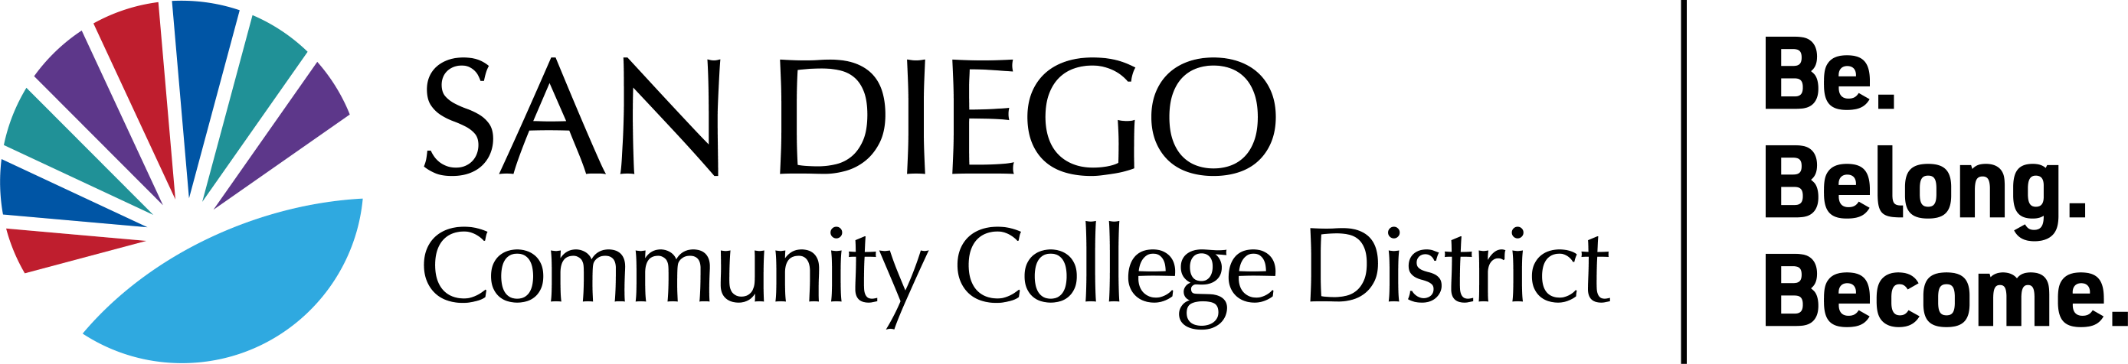 SAN DIEGO
Community College District
Be.
Belong.
Become.